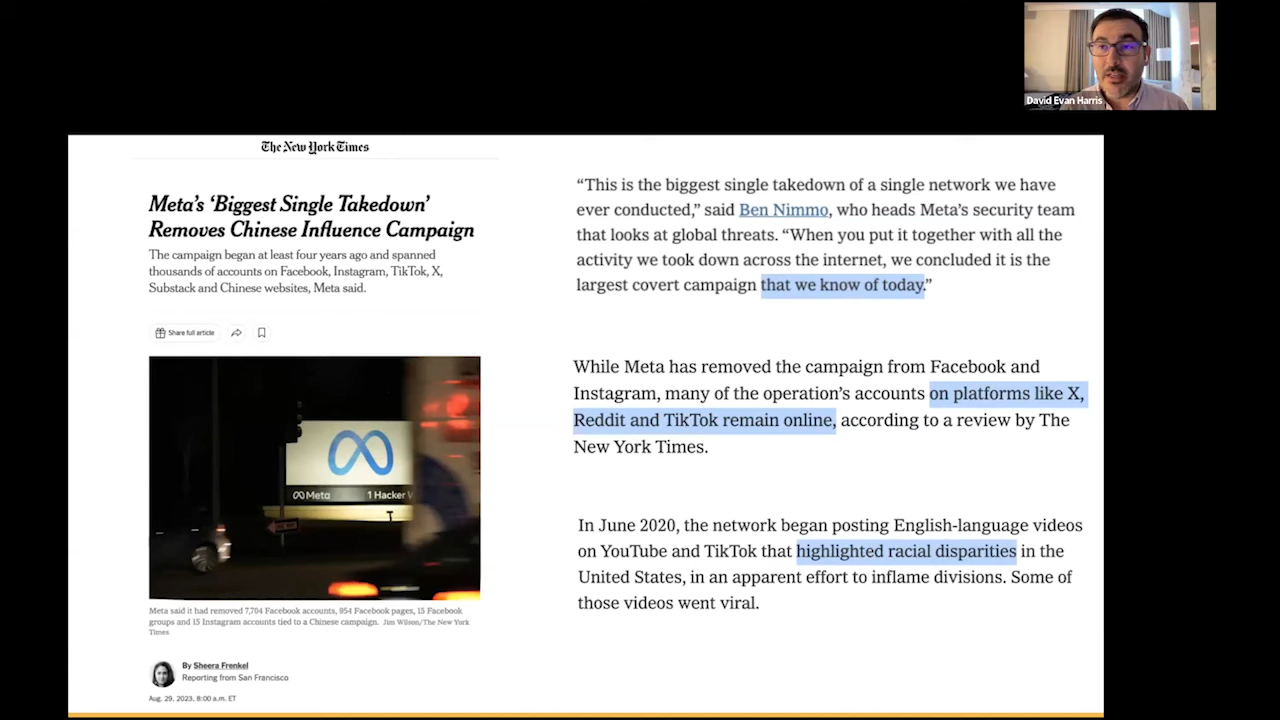 David Evan Harris
The New York Times
Meta's 'Biggest Single Takedown'
Removes Chinese Influence Campaign
The campaign began at least four years ago and spanned
thousands of accounts on Facebook, Instagram, TikTok, X,
Substack and Chinese websites, Meta said.
Share full article
Meta 1 Hacker W
Meta said it had removed 7,704 Facebook accounts, 954 Facebook pages, 15 Facebook
groups and 15 Instagram accounts tied to a Chinese campaign. Jim Wilson/The New York
Times
By Sheera Frenkel
Reporting from San Francisco
Aug. 29, 2023, 8:00 a.m. ET
“This is the biggest single takedown of a single network we have
ever conducted,” said Ben Nimmo, who heads Meta’s security team
that looks at global threats. “When you put it together with all the
activity we took down across the internet, we concluded it is the
largest covert campaign that we know of today.”
While Meta has removed the campaign from Facebook and
Instagram, many of the operation’s accounts on platforms like X,
Reddit and TikTok remain online, according to a review by The
New York Times.
In June 2020, the network began posting English-language videos
on YouTube and TikTok that highlighted racial disparities in the
United States, in an apparent effort to inflame divisions. Some of
those videos went viral.